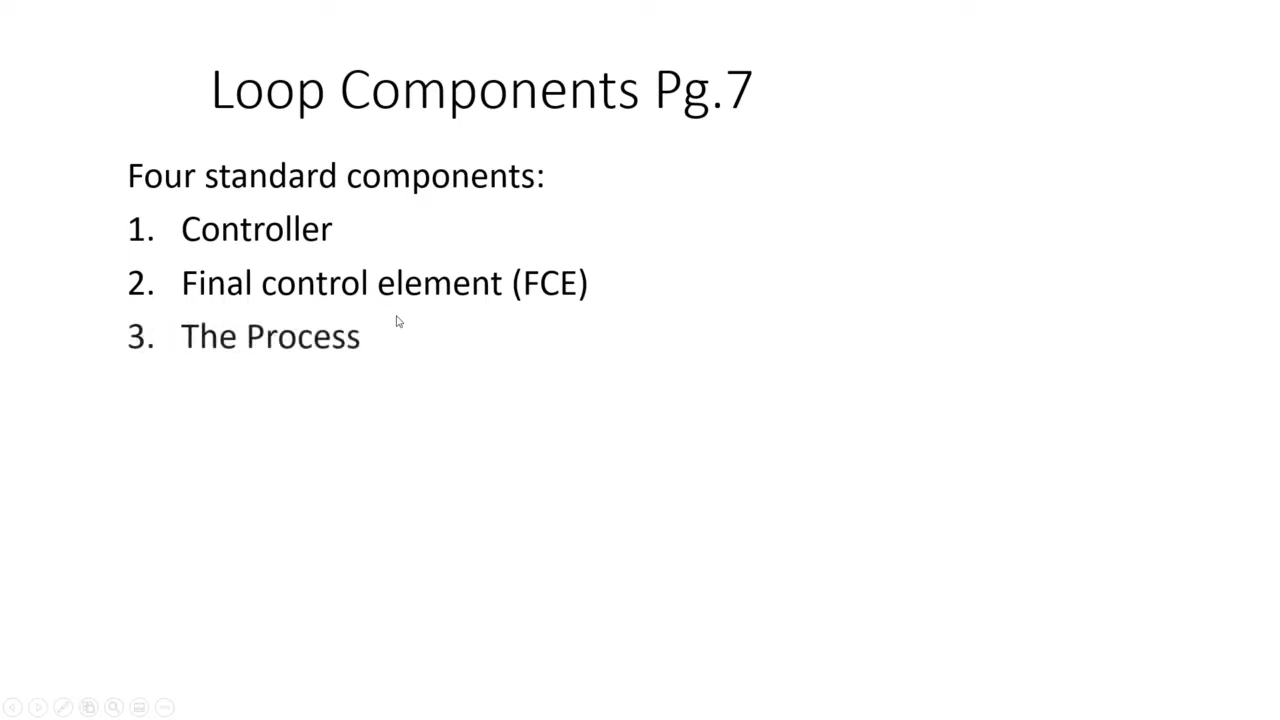 Loop Components Pg.7
Four standard components:
1. Controller
2. Final control element (FCE)
3. The Process